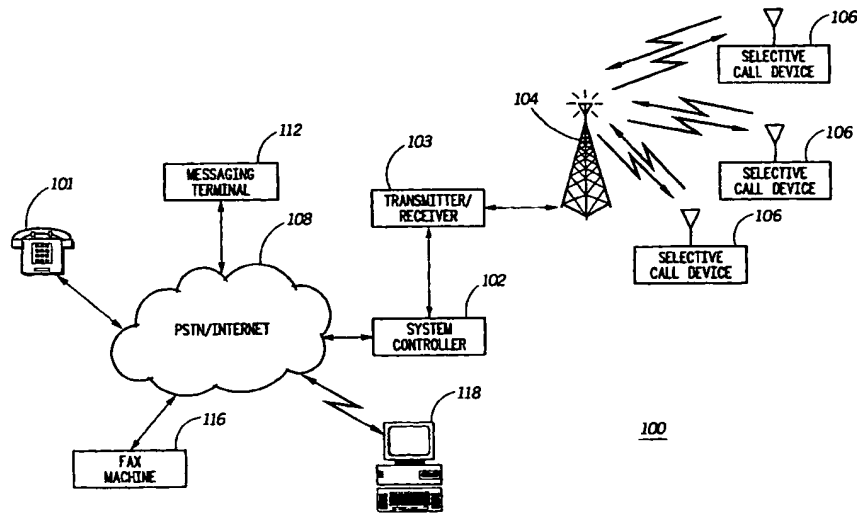 106
SELECTIVE
CALL DEVICE
104
106
SELECTIVE
CALL DEVICE
112
MESSAGING
TERMINAL
103
TRANSMITTER/
RECEIVER
101
106
SELECTIVE
CALL DEVICE
108
PSTN/INTERNET
102
SYSTEM
CONTROLLER
118
116
FAX
MACHINE
100